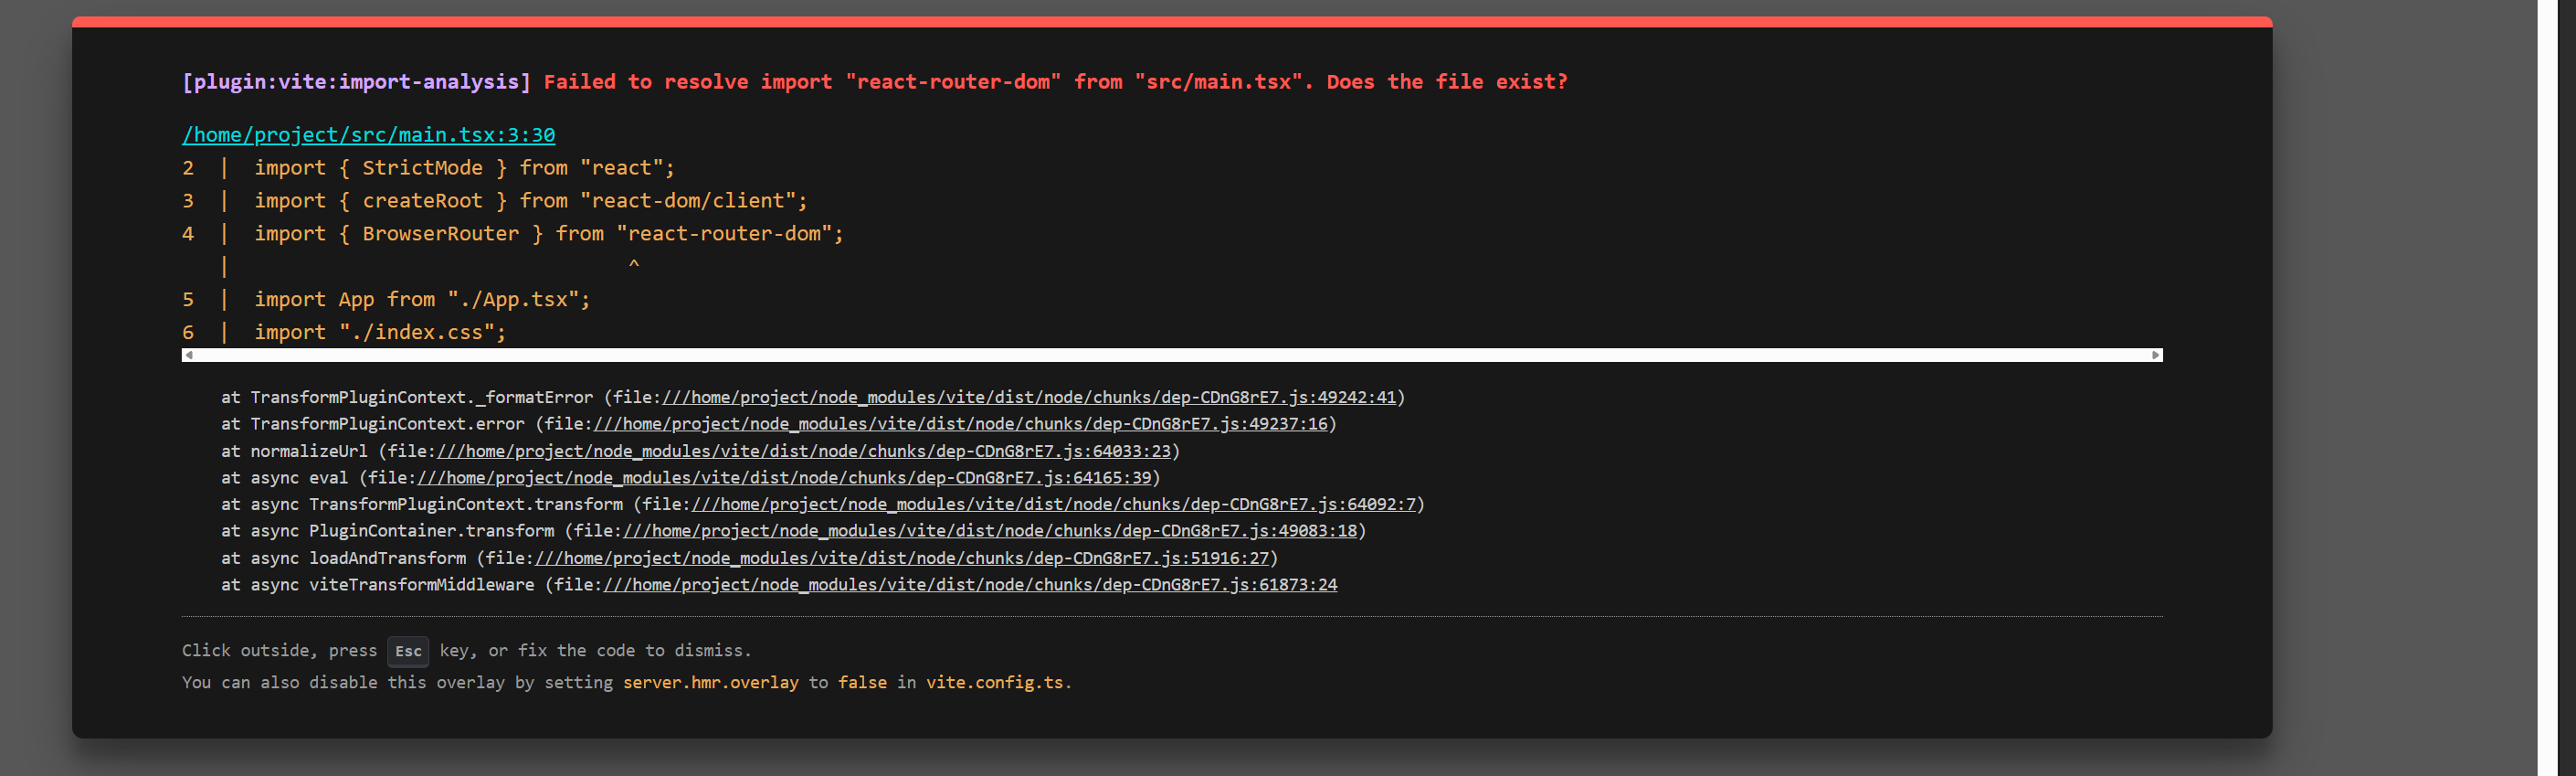 [plugin:vite:import-analysis] Failed to resolve import "react-router-dom" from "src/main.tsx". Does the file exist?
/home/project/src/main.tsx:3:30
2  |  import { StrictMode } from "react";
3  |  import { createRoot } from "react-dom/client";
4  |  import { BrowserRouter } from "react-router-dom";
   |                                ^
5  |  import App from "./App.tsx";
6  |  import "./index.css";
at TransformPluginContext._formatError (file:///home/project/node_modules/vite/dist/node/chunks/dep-CDnG8rE7.js:49242:41)
at TransformPluginContext.error (file:///home/project/node_modules/vite/dist/node/chunks/dep-CDnG8rE7.js:49237:16)
at normalizeUrl (file:///home/project/node_modules/vite/dist/node/chunks/dep-CDnG8rE7.js:64033:23)
at async eval (file:///home/project/node_modules/vite/dist/node/chunks/dep-CDnG8rE7.js:64165:39)
at async TransformPluginContext.transform (file:///home/project/node_modules/vite/dist/node/chunks/dep-CDnG8rE7.js:64092:7)
at async PluginContainer.transform (file:///home/project/node_modules/vite/dist/node/chunks/dep-CDnG8rE7.js:49083:18)
at async loadAndTransform (file:///home/project/node_modules/vite/dist/node/chunks/dep-CDnG8rE7.js:51916:27)
at async viteTransformMiddleware (file:///home/project/node_modules/vite/dist/node/chunks/dep-CDnG8rE7.js:61873:24
Click outside, press Esc key, or fix the code to dismiss.
You can also disable this overlay by setting server.hmr.overlay to false in vite.config.ts.